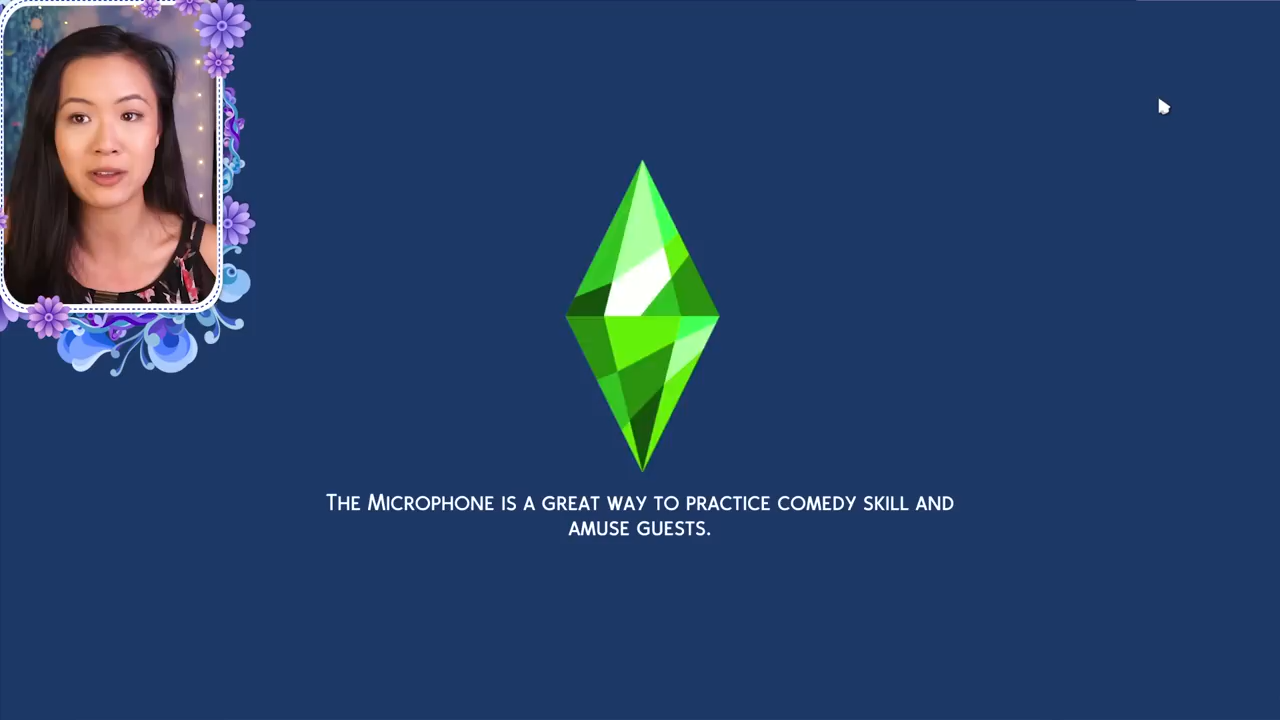 The Microphone is a great way to practice comedy skill and
amuse guests.